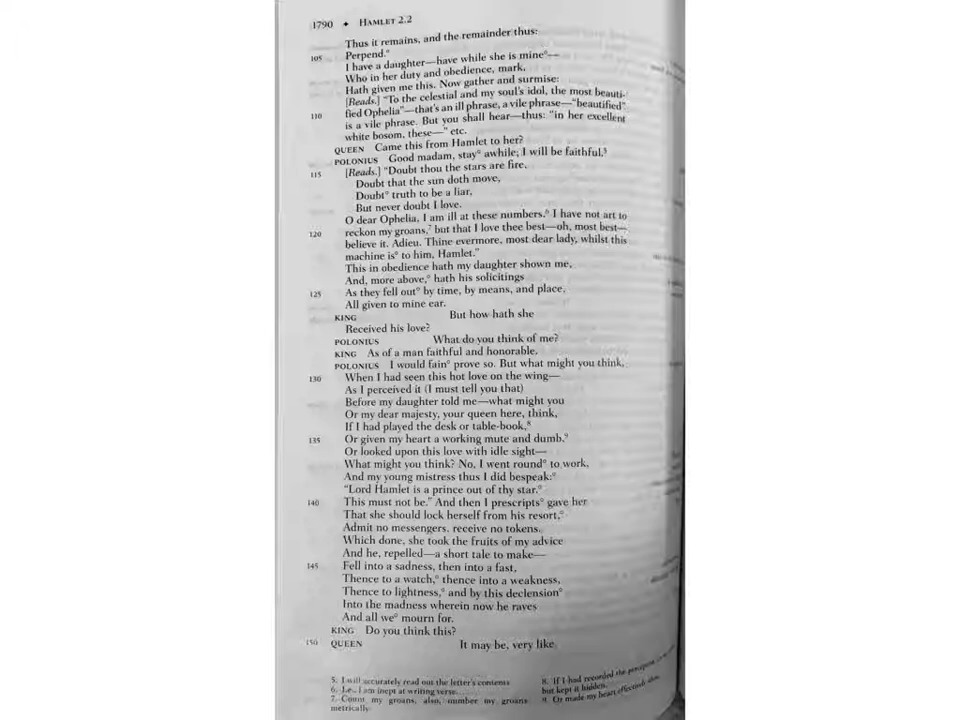 1790 ✦ HAMLET 2.2
Thus it remains, and the remainder thus:
105 Perpend.°
I have a daughter—have while she is mine°—
Who in her duty and obedience, mark,
Hath given me this. Now gather and surmise:
[Reads.] "To the celestial and my soul's idol, the most beauti-
110 fied Ophelia"—that's an ill phrase, a vile phrase—"beautified"
is a vile phrase. But you shall hear—thus: "in her excellent
white bosom, these—" etc.
QUEEN Came this from Hamlet to her?
POLONIUS Good madam, stay° awhile; I will be faithful.⁵
115 [Reads.] "Doubt thou the stars are fire,
Doubt that the sun doth move,
Doubt° truth to be a liar,
But never doubt I love.
O dear Ophelia, I am ill at these numbers.⁶ I have not art to
120 reckon my groans,⁷ but that I love thee best—oh, most best—
believe it. Adieu. Thine evermore, most dear lady, whilst this
machine is° to him, Hamlet."
This in obedience hath my daughter shown me,
And, more above,° hath his solicitings
125 As they fell out° by time, by means, and place,
All given to mine ear.
KING But how hath she
Received his love?
POLONIUS What do you think of me?
KING As of a man faithful and honorable.
POLONIUS I would fain° prove so. But what might you think,
130 When I had seen this hot love on the wing—
As I perceived it (I must tell you that)
Before my daughter told me—what might you
Or my dear majesty, your queen here, think,
If I had played the desk or table-book,⁸
135 Or given my heart a working mute and dumb,⁹
Or looked upon this love with idle sight—
What might you think? No, I went round° to work,
And my young mistress thus I did bespeak:°
"Lord Hamlet is a prince out of thy star.°
140 This must not be." And then I prescripts° gave her
That she should lock herself from his resort,°
Admit no messengers, receive no tokens.
Which done, she took the fruits of my advice
And he, repelled—a short tale to make—
145 Fell into a sadness, then into a fast,
Thence to a watch,° thence into a weakness,
Thence to lightness,° and by this declension°
Into the madness wherein now he raves
And all we° mourn for.
KING Do you think this?
150 QUEEN It may be, very like.
5. I will accurately read out the letter's contents
6. I.e., I am inept at writing verse.
7. Count my groans, also, number my groans
metrically.
8. If I had recorded the
but kept it hidden.
9. Or made my heart effectively